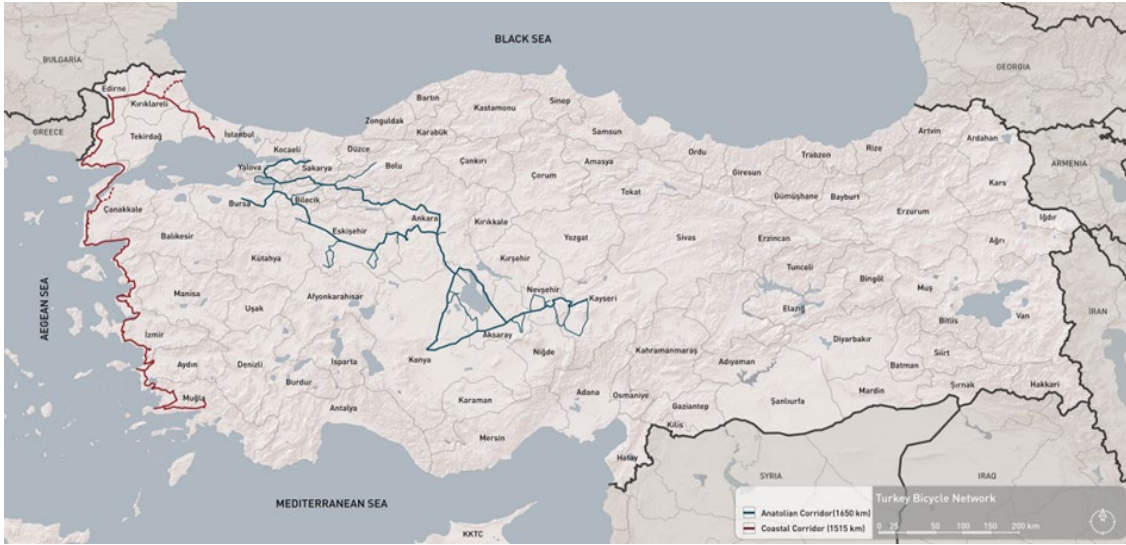 BLACK SEA
BULGARIA
GEORGIA
Edirne
Kırıklareli
GREECE
Tekirdağ
İstanbul
Bartın
Kastamonu
Sinop
Zonguldak
Karabük
Samsun
Artvin
Ardahan
Kocaeli
Düzce
Ordu
Trabzon
Rize
Yalova
Sakarya
Bolu
Çankırı
Amasya
Giresun
ARMENIA
Çorum
Kars
Çanakkale
Bursa
Bilecik
Tokat
Gümüşhane
Bayburt
Ankara
Kırıkkale
Erzurum
Iğdır
Balıkesir
Eskişehir
Yozgat
Sivas
Erzincan
Ağrı
Kütahya
Kırşehir
Tunceli
Bingöl
Manisa
Uşak
Afyonkarahisar
Nevşehir
Kayseri
Muş
AEGEAN SEA
Elazığ
Van
İRAN
İzmir
Aksaray
Bitlis
Diyarbakır
Aydın
Denizli
Isparta
Konya
Niğde
Kahramanmaraş
Adıyaman
Batman
Siirt
Burdur
Mardin
Şırnak
Hakkari
Muğla
Antalya
Karaman
Adana
Osmaniye
Gaziantep
Şanlıurfa
Kilis
Mersin
Hatay
SYRIA
IRAQ
MEDITERRANEAN SEA
KKTC
Turkey Bicycle Network
Anatolian Corridor(1650 km)
Coastal Corridor (1515 km)
0 25 50 100 150 200 km